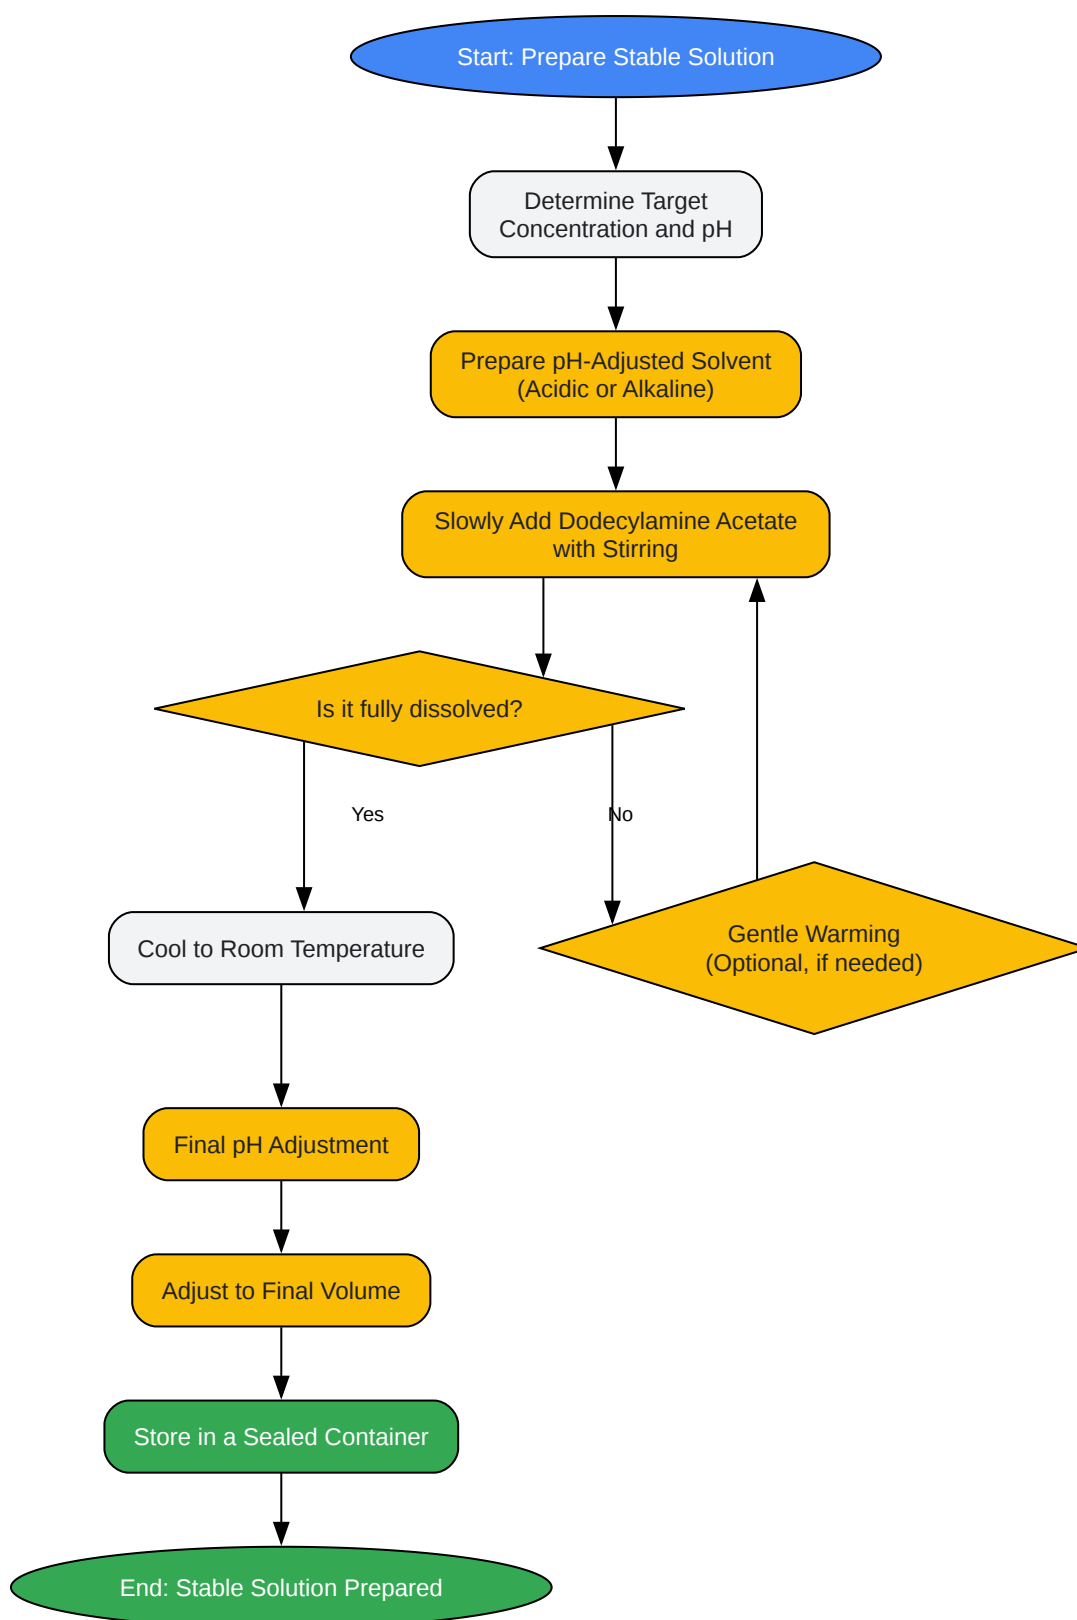 Start: Prepare Stable Solution
Determine Target
Concentration and pH
Prepare pH-Adjusted Solvent
(Acidic or Alkaline)
Slowly Add Dodecylamine Acetate
with Stirring
Is it fully dissolved?
Yes
No
Gentle Warming
(Optional, if needed)
Cool to Room Temperature
Final pH Adjustment
Adjust to Final Volume
Store in a Sealed Container
End: Stable Solution Prepared